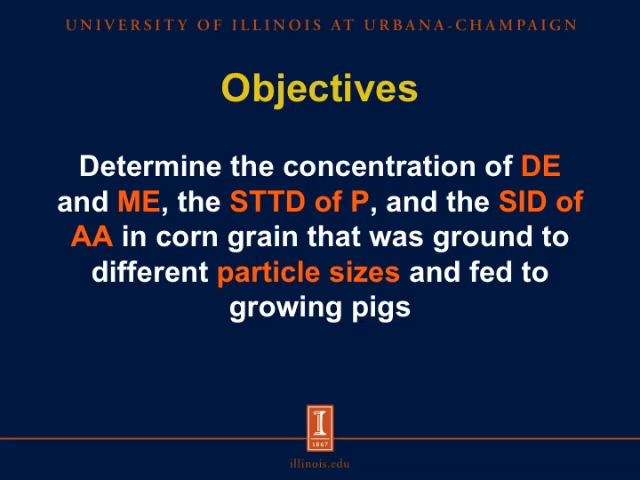 UNIVERSITY OF ILLINOIS AT URBANA-CHAMPAIGN
Objectives
Determine the concentration of DE
and ME, the STTD of P, and the SID of
AA in corn grain that was ground to
different particle sizes and fed to
growing pigs
I
1867
illinois.edu